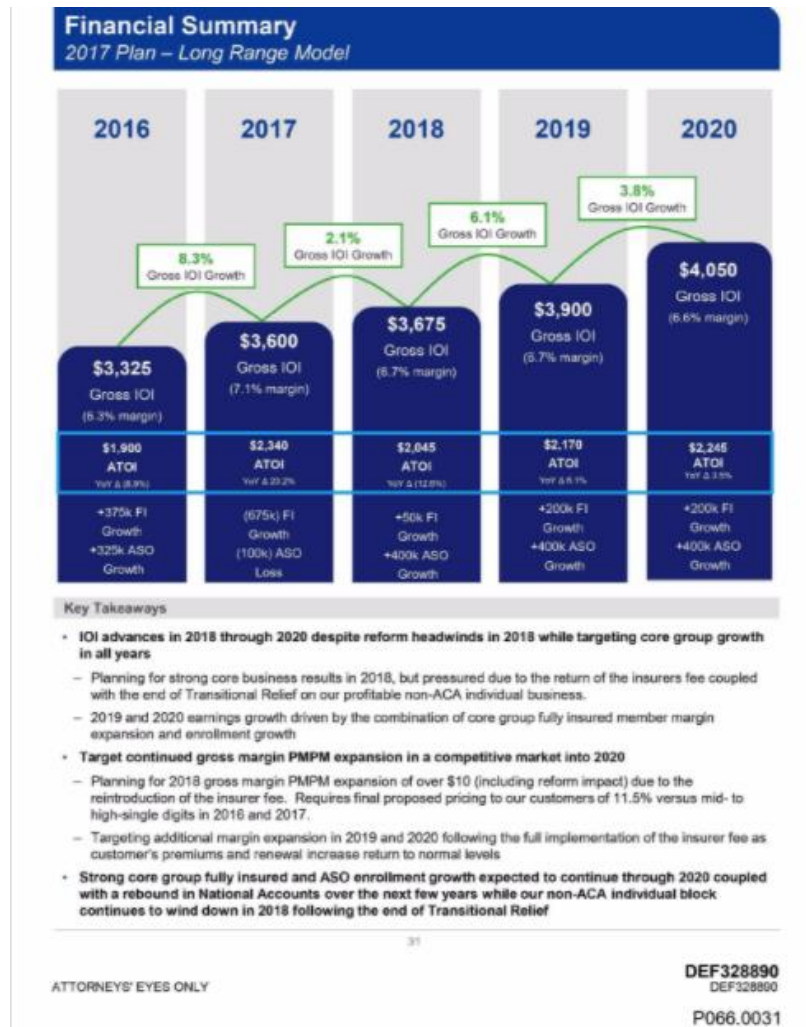 Financial Summary
2017 Plan – Long Range Model
2016 2017 2018 2019 2020
3.8%
Gross IOI Growth
6.1%
Gross IOI Growth
2.1%
Gross IOI Growth
8.3%
Gross IOI Growth
$4,050
Gross IOI
(6.6% margin)
$3,900
Gross IOI
(6.7% margin)
$3,675
Gross IOI
(6.7% margin)
$3,600
Gross IOI
(7.1% margin)
$3,325
Gross IOI
(6.3% margin)
$1,900
ATOI
YoY Δ (8.9%)
$2,340
ATOI
YoY Δ 23.2%
$2,045
ATOI
YoY Δ (12.6%)
$2,170
ATOI
YoY Δ 6.1%
$2,245
ATOI
YoY Δ 3.5%
+375k FI
Growth
+325k ASO
Growth
(675k) FI
Growth
(100k) ASO
Loss
+50k FI
Growth
+400k ASO
Growth
+200k FI
Growth
+400k ASO
Growth
+200k FI
Growth
+400k ASO
Growth
Key Takeaways
• IOI advances in 2018 through 2020 despite reform headwinds in 2018 while targeting core group growth
in all years
– Planning for strong core business results in 2018, but pressured due to the return of the insurers fee coupled
with the end of Transitional Relief on our profitable non-ACA individual business.
– 2019 and 2020 earnings growth driven by the combination of core group fully insured member margin
expansion and enrollment growth
• Target continued gross margin PMPM expansion in a competitive market into 2020
– Planning for 2018 gross margin PMPM expansion of over $10 (including reform impact) due to the
reintroduction of the insurer fee. Requires final proposed pricing to our customers of 11.5% versus mid- to
high-single digits in 2016 and 2017.
– Targeting additional margin expansion in 2019 and 2020 following the full implementation of the insurer fee as
customer's premiums and renewal increase return to normal levels
• Strong core group fully insured and ASO enrollment growth expected to continue through 2020 coupled
with a rebound in National Accounts over the next few years while our non-ACA individual block
continues to wind down in 2018 following the end of Transitional Relief
31
ATTORNEYS' EYES ONLY
DEF328890
DEF328890
P066.0031